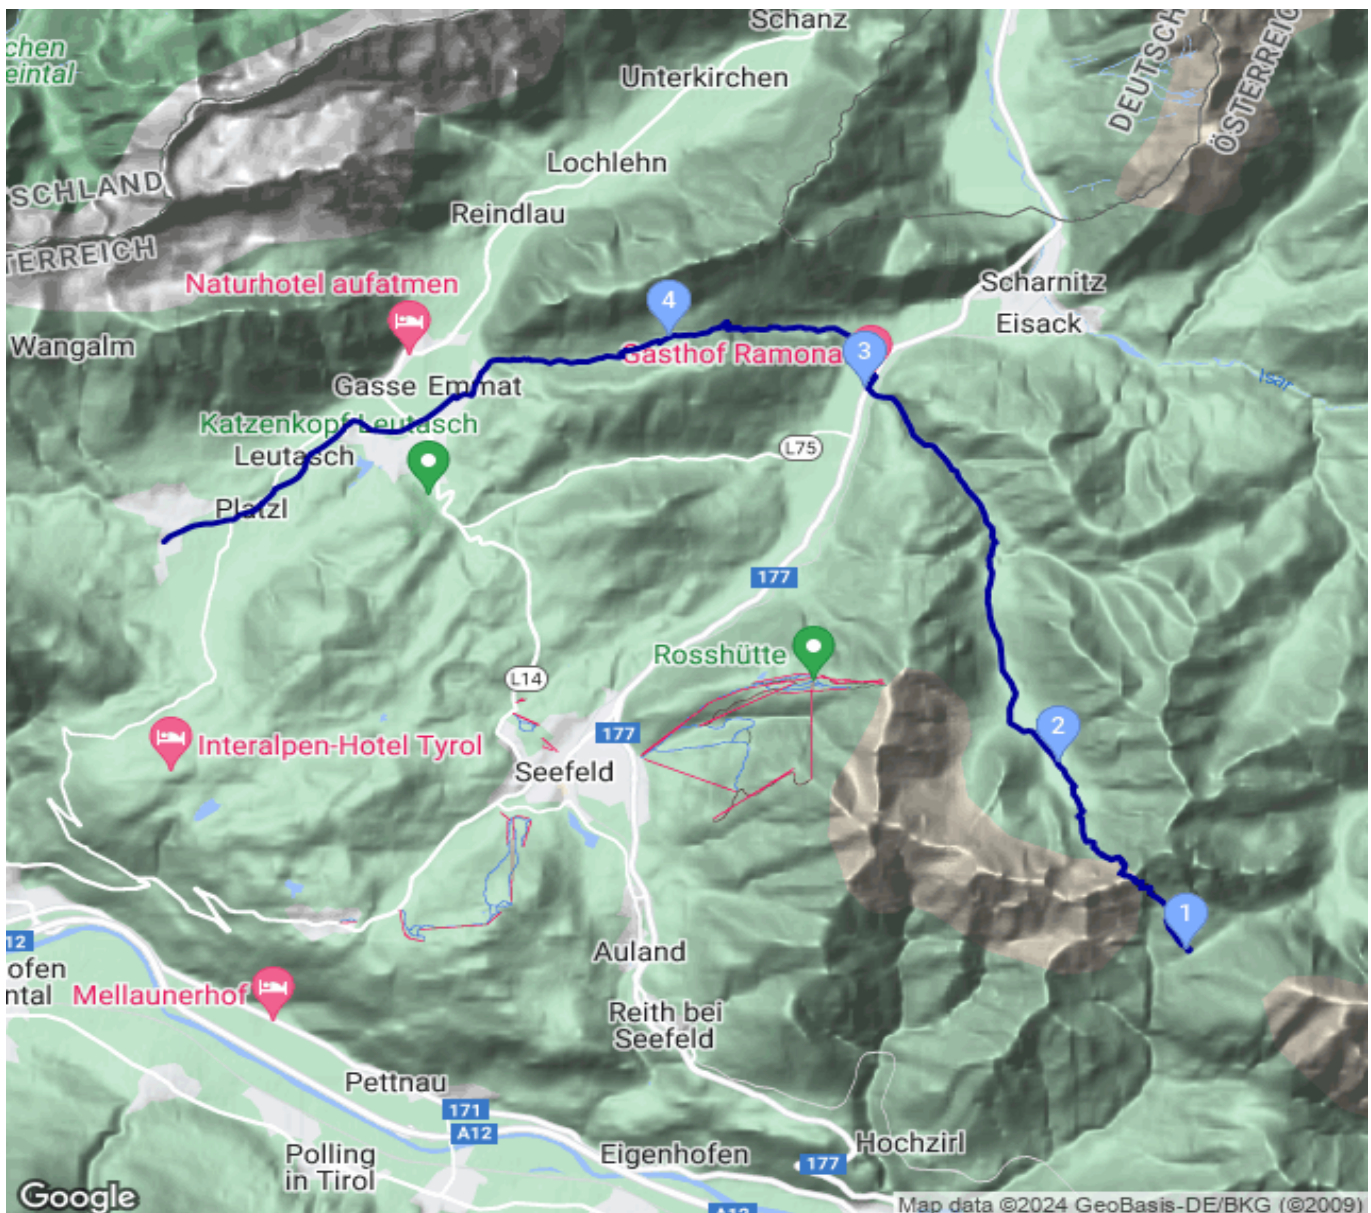 Schanz
chen
eintal
Unterkirchen
DEUTSCH
ÖSTERREIC
Lochlehn
SCHLAND
Reindlau
TERREICH
Naturhotel aufatmen
Scharnitz
4
Eisack
Wangalm
Gasthof Ramona
3
Isar
Gasse Emmat
Katzenkopf Leutasch
Leutasch
L75
Platzl
177
Rosshütte
L14
2
177
Interalpen-Hotel Tyrol
Seefeld
1
12
Auland
ofen
ntal
Mellaunerhof
Reith bei
Seefeld
Pettnau
171
A12
Polling
in Tirol
Eigenhofen
177
Hochzirl
Google
A12
Map data ©2024 GeoBasis-DE/BKG (©2009)